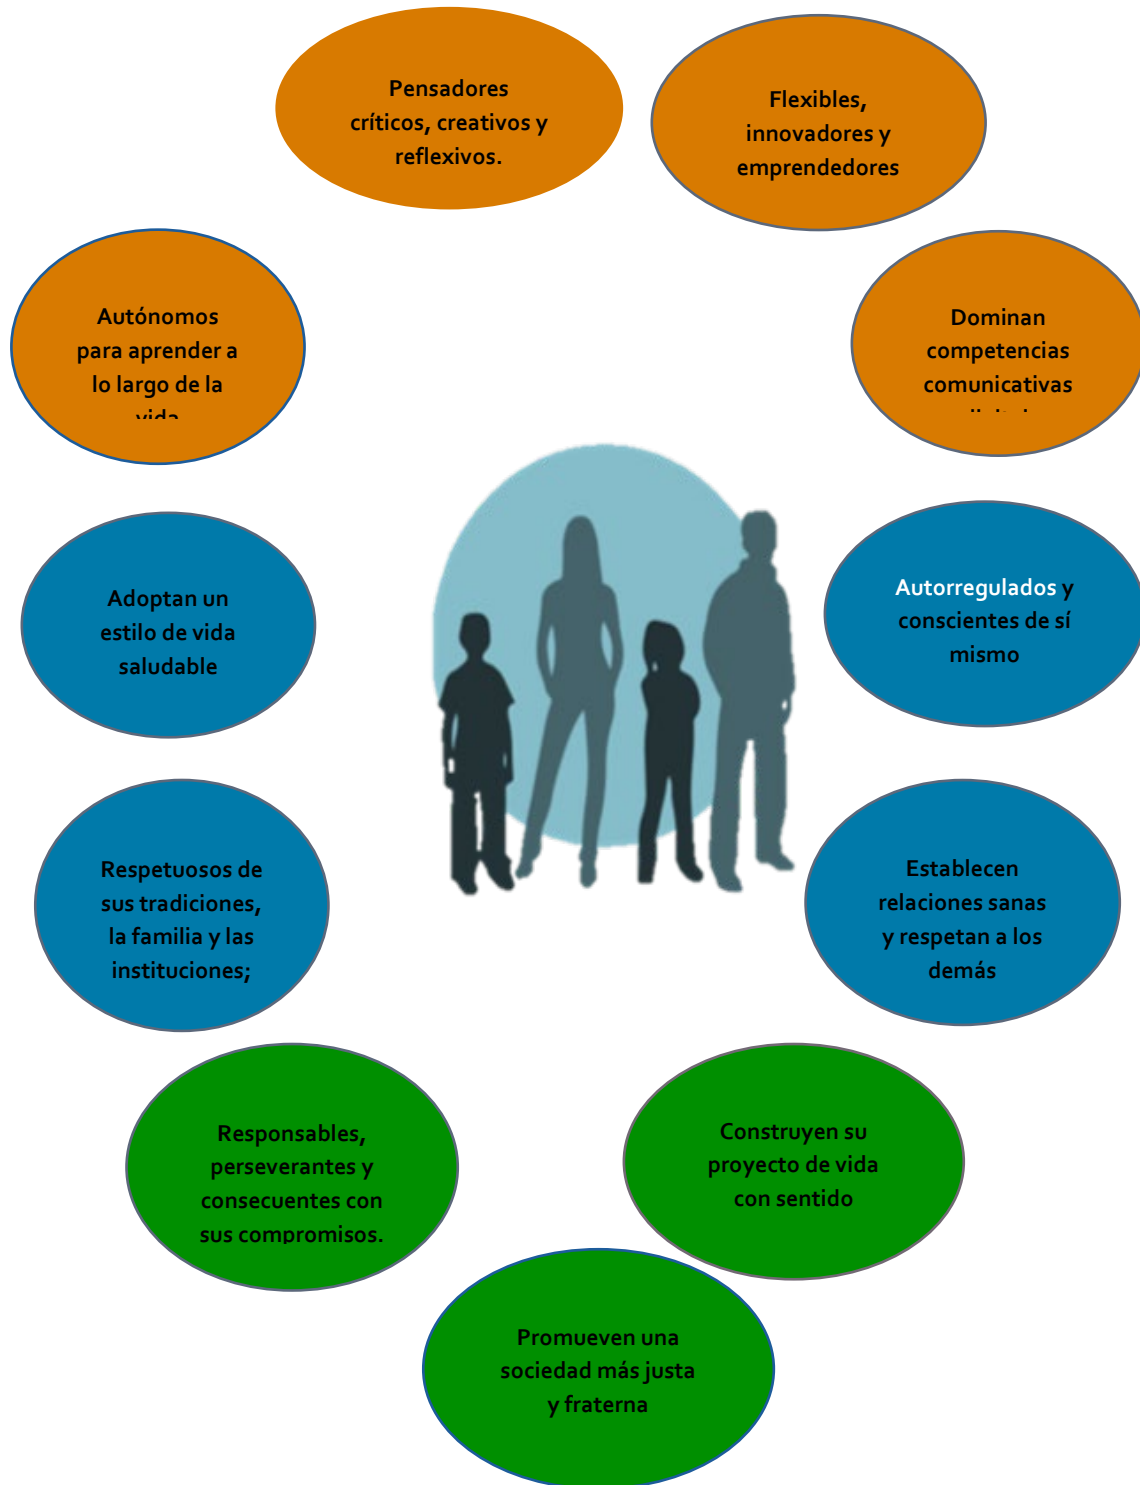 Pensadores
críticos, creativos y
reflexivos.
Flexibles,
innovadores y
emprendedores
Autónomos
para aprender a
lo largo de la
vida
Dominan
competencias
comunicativas
Adoptan un
estilo de vida
saludable
Autorregulados y
conscientes de sí
mismo
Respetuosos de
sus tradiciones,
la familia y las
instituciones;
Establecen
relaciones sanas
y respetan a los
demás
Responsables,
perseverantes y
consecuentes con
sus compromisos.
Construyen su
proyecto de vida
con sentido
Promueven una
sociedad más justa
y fraterna